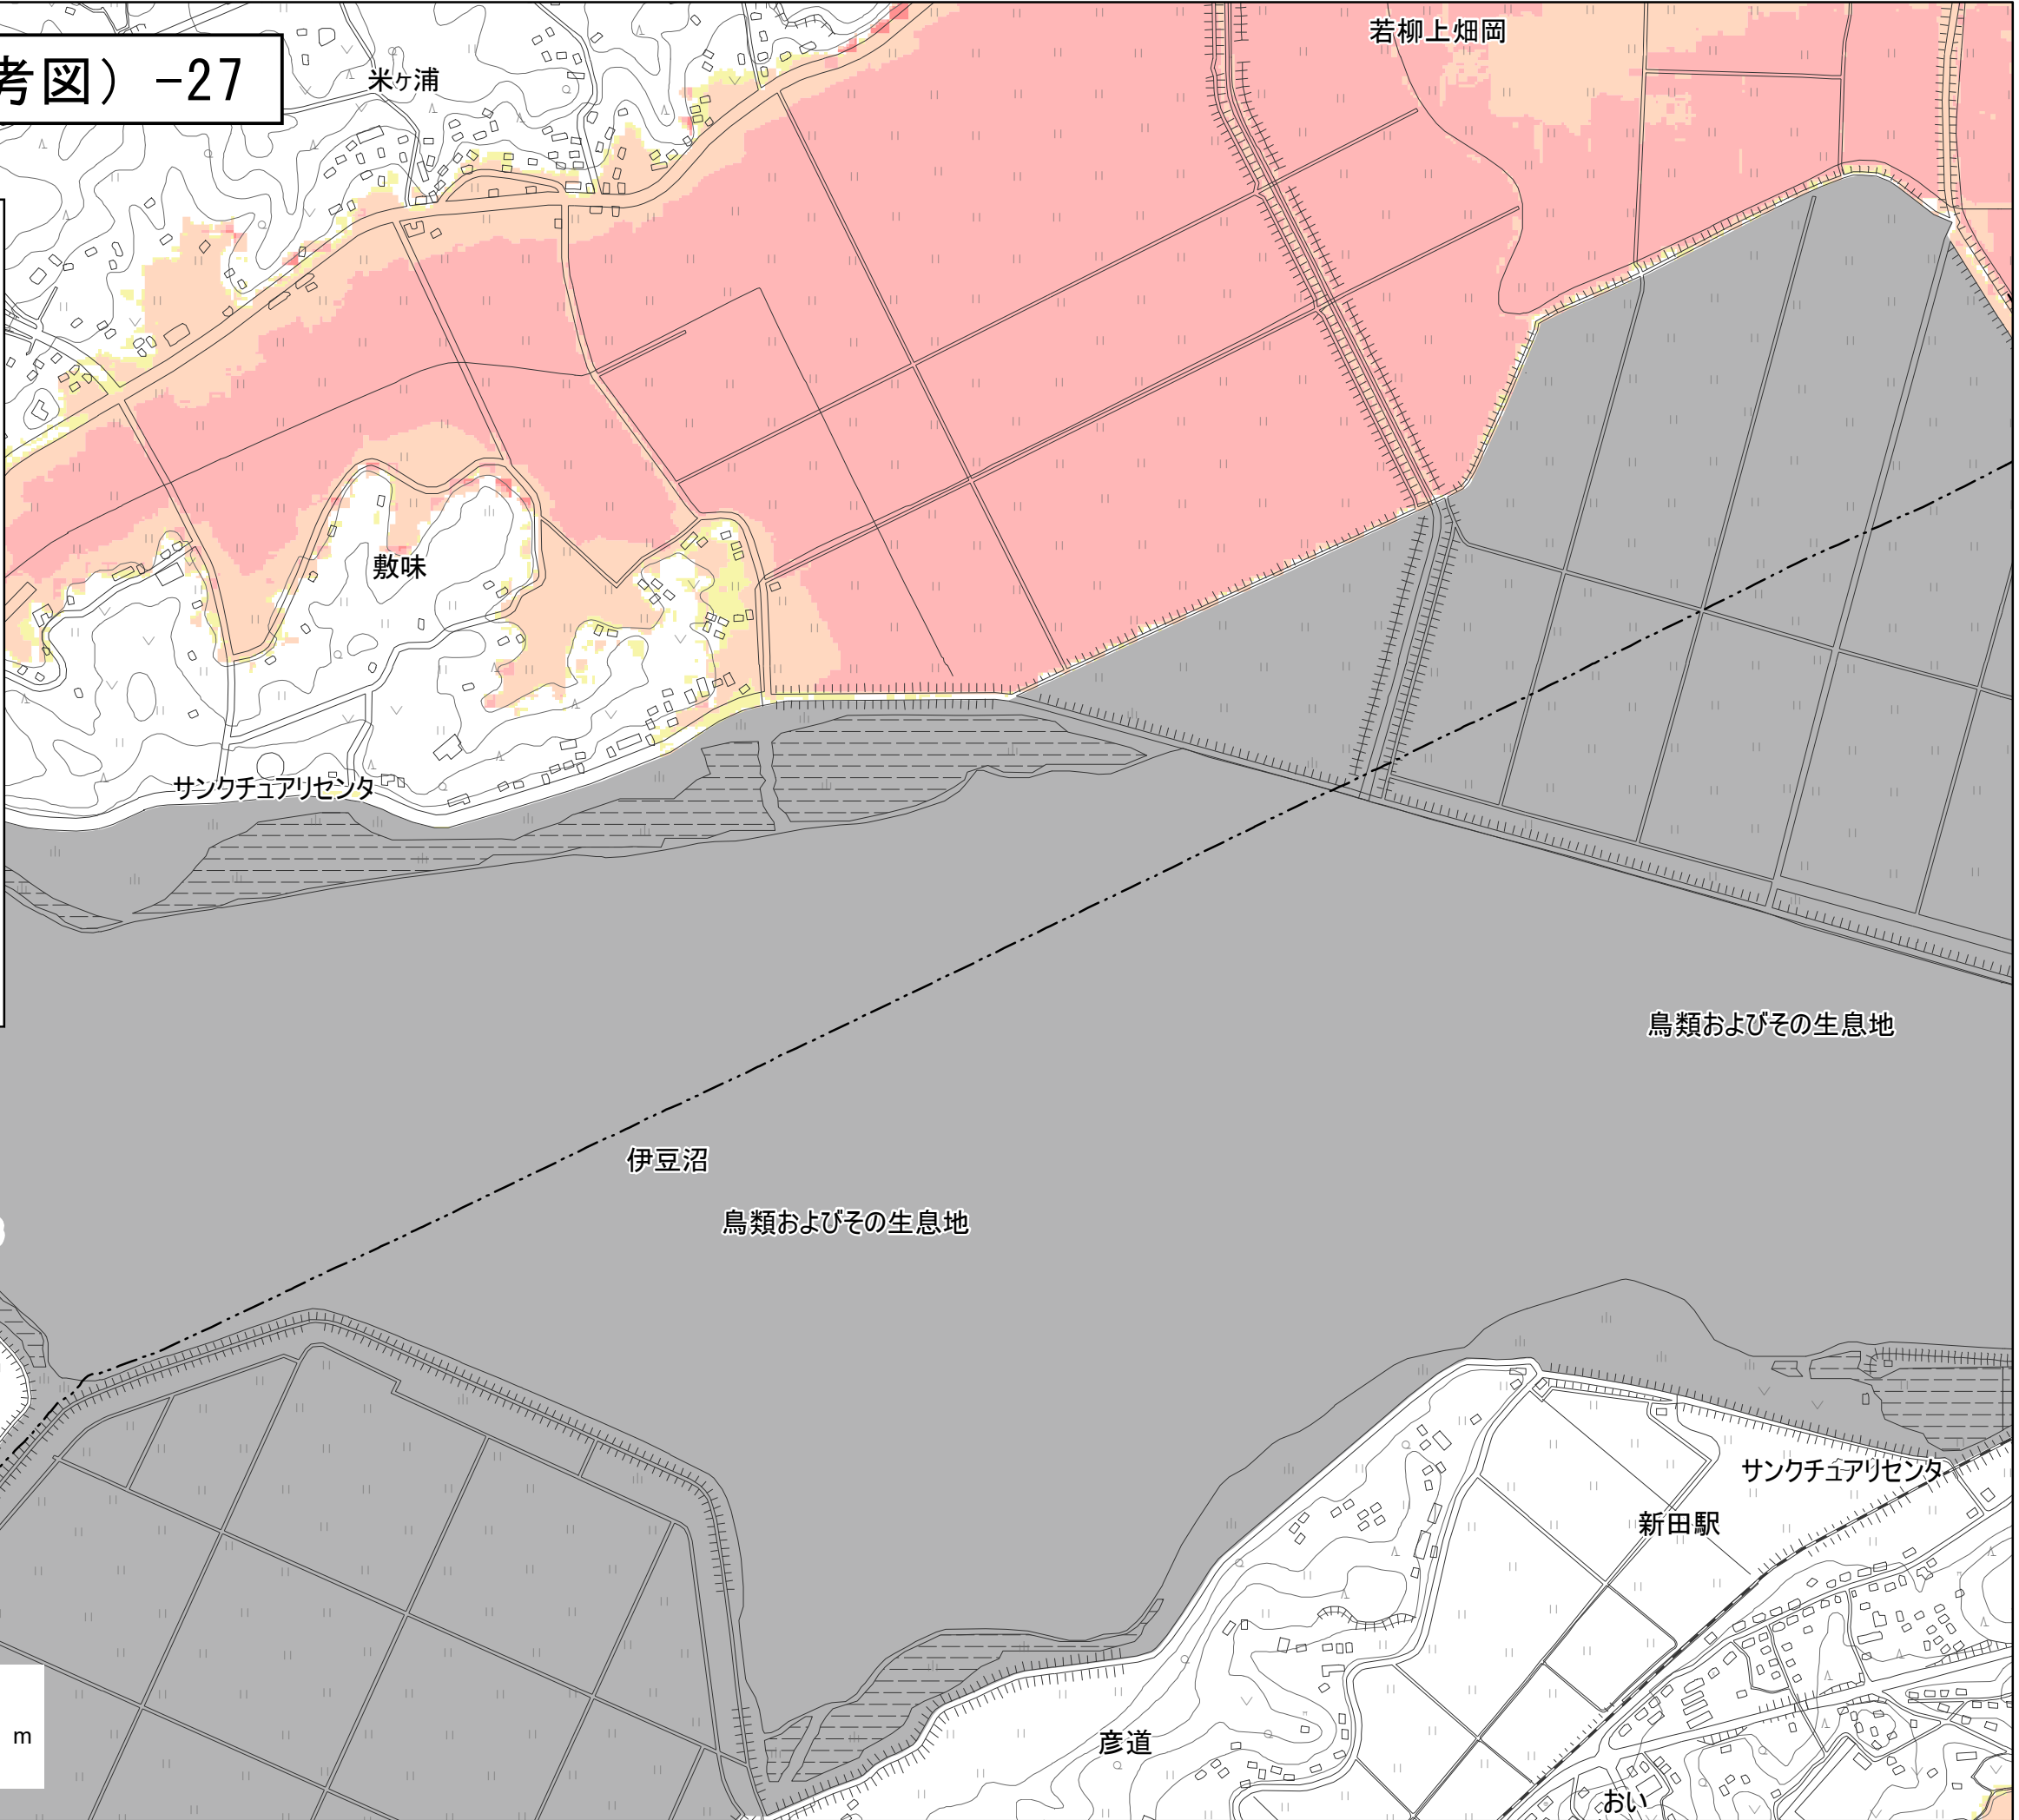 若柳上畑岡
考図）-27
米ヶ浦
敷味
サンクチュアリセンタ
鳥類およびその生息地
伊豆沼
鳥類およびその生息地
サンクチュアリセンタ
新田駅
m
彦道
おい